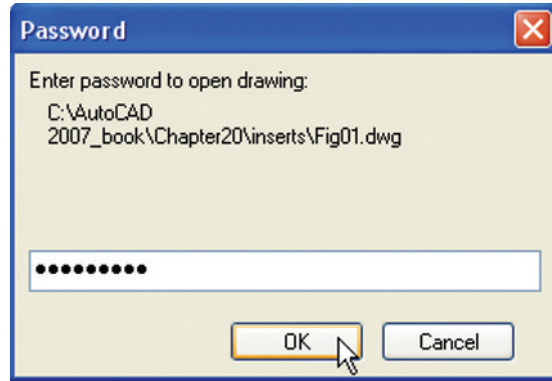 Password
Enter password to open drawing:
C:\AutoCAD
2007_book\Chapter20\inserts\Fig01.dwg
●●●●●●●●●
OK
Cancel